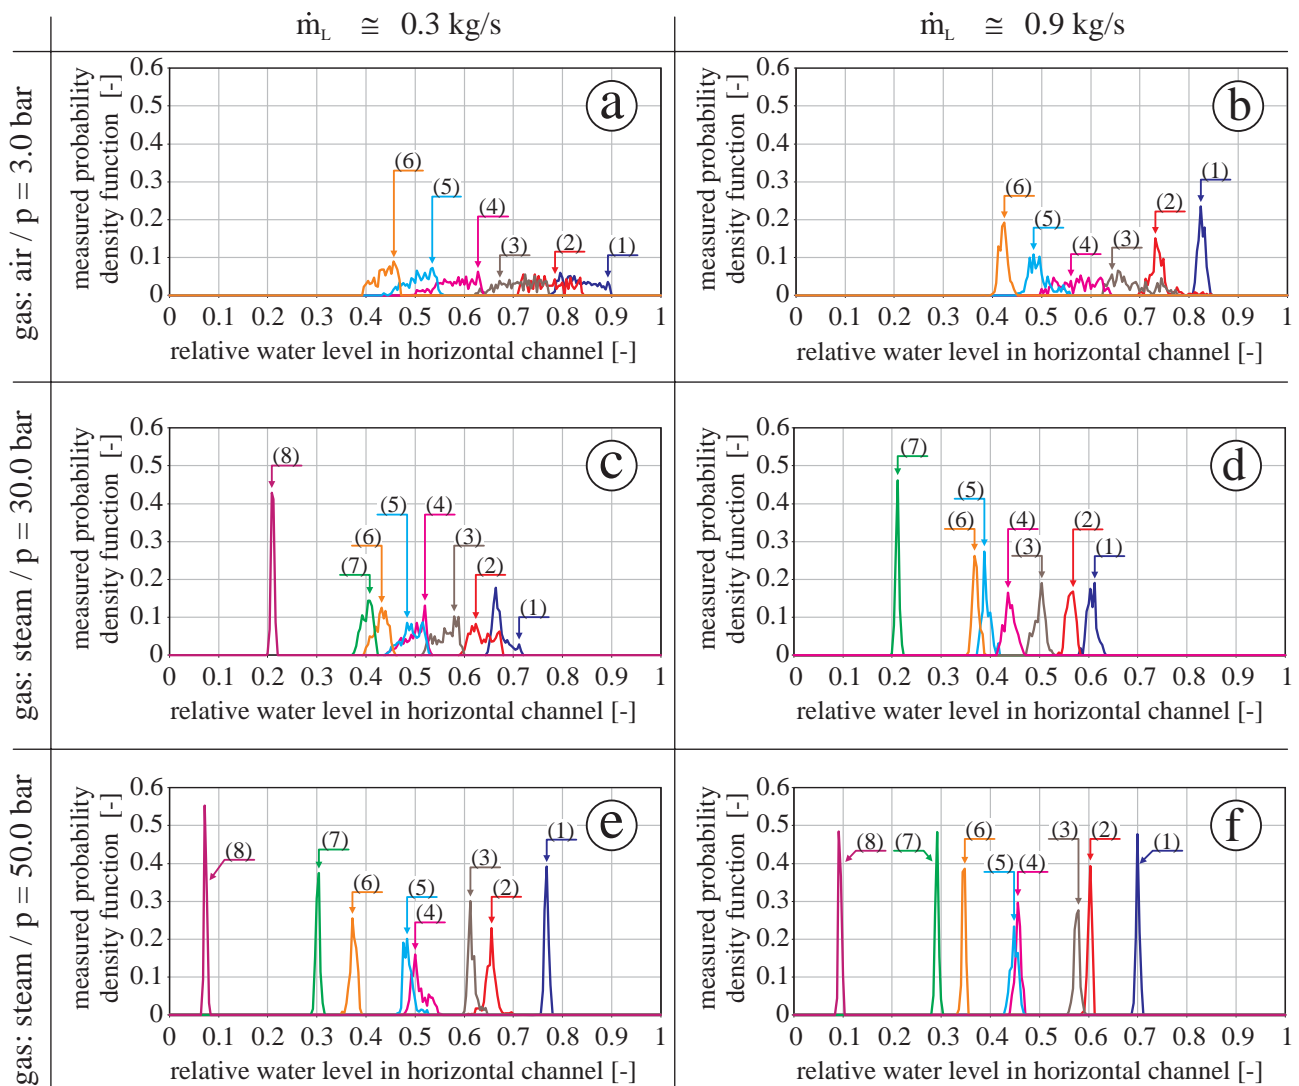 ṁL ≅ 0.3 kg/s
ṁL ≅ 0.9 kg/s
gas: air / p = 3.0 bar
measured probability
density function [-]
0.6
0.5
0.4
0.3
0.2
0.1
0
a
(6)
(5)
(4)
(3)
(2)
(1)
0 0.1 0.2 0.3 0.4 0.5 0.6 0.7 0.8 0.9 1
relative water level in horizontal channel [-]
measured probability
density function [-]
0.6
0.5
0.4
0.3
0.2
0.1
0
b
(6)
(5)
(4)
(3)
(2)
(1)
0 0.1 0.2 0.3 0.4 0.5 0.6 0.7 0.8 0.9 1
relative water level in horizontal channel [-]
gas: steam / p = 30.0 bar
measured probability
density function [-]
0.6
0.5
0.4
0.3
0.2
0.1
0
c
(8)
(7)
(6)
(5)
(4)
(3)
(2)
(1)
0 0.1 0.2 0.3 0.4 0.5 0.6 0.7 0.8 0.9 1
relative water level in horizontal channel [-]
measured probability
density function [-]
0.6
0.5
0.4
0.3
0.2
0.1
0
d
(7)
(6)
(5)
(4)
(3)
(2)
(1)
0 0.1 0.2 0.3 0.4 0.5 0.6 0.7 0.8 0.9 1
relative water level in horizontal channel [-]
gas: steam / p = 50.0 bar
measured probability
density function [-]
0.6
0.5
0.4
0.3
0.2
0.1
0
e
(8)
(7)
(6)
(5)
(4)
(3)
(2)
(1)
0 0.1 0.2 0.3 0.4 0.5 0.6 0.7 0.8 0.9 1
relative water level in horizontal channel [-]
measured probability
density function [-]
0.6
0.5
0.4
0.3
0.2
0.1
0
f
(8)
(7)
(6)
(5)
(4)
(3)
(2)
(1)
0 0.1 0.2 0.3 0.4 0.5 0.6 0.7 0.8 0.9 1
relative water level in horizontal channel [-]